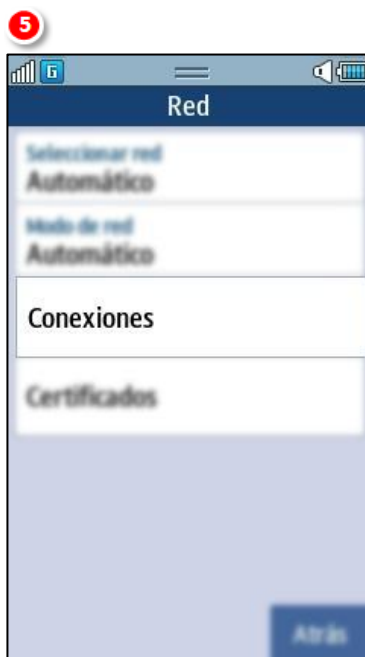 5
G
Red
Seleccionar red
Automático
Modo de red
Automático
Conexiones
Certificados
Atrás